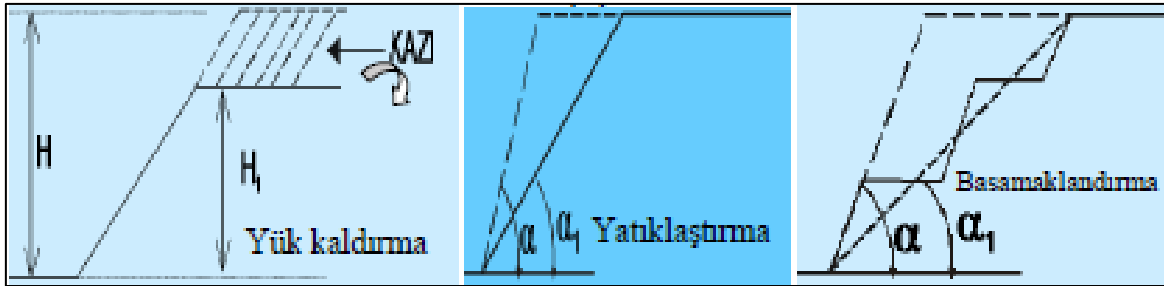 KAZI
H
H₁
Yük kaldırma
α α₁ Yatıklaştırma
Basamaklandırma
α α₁